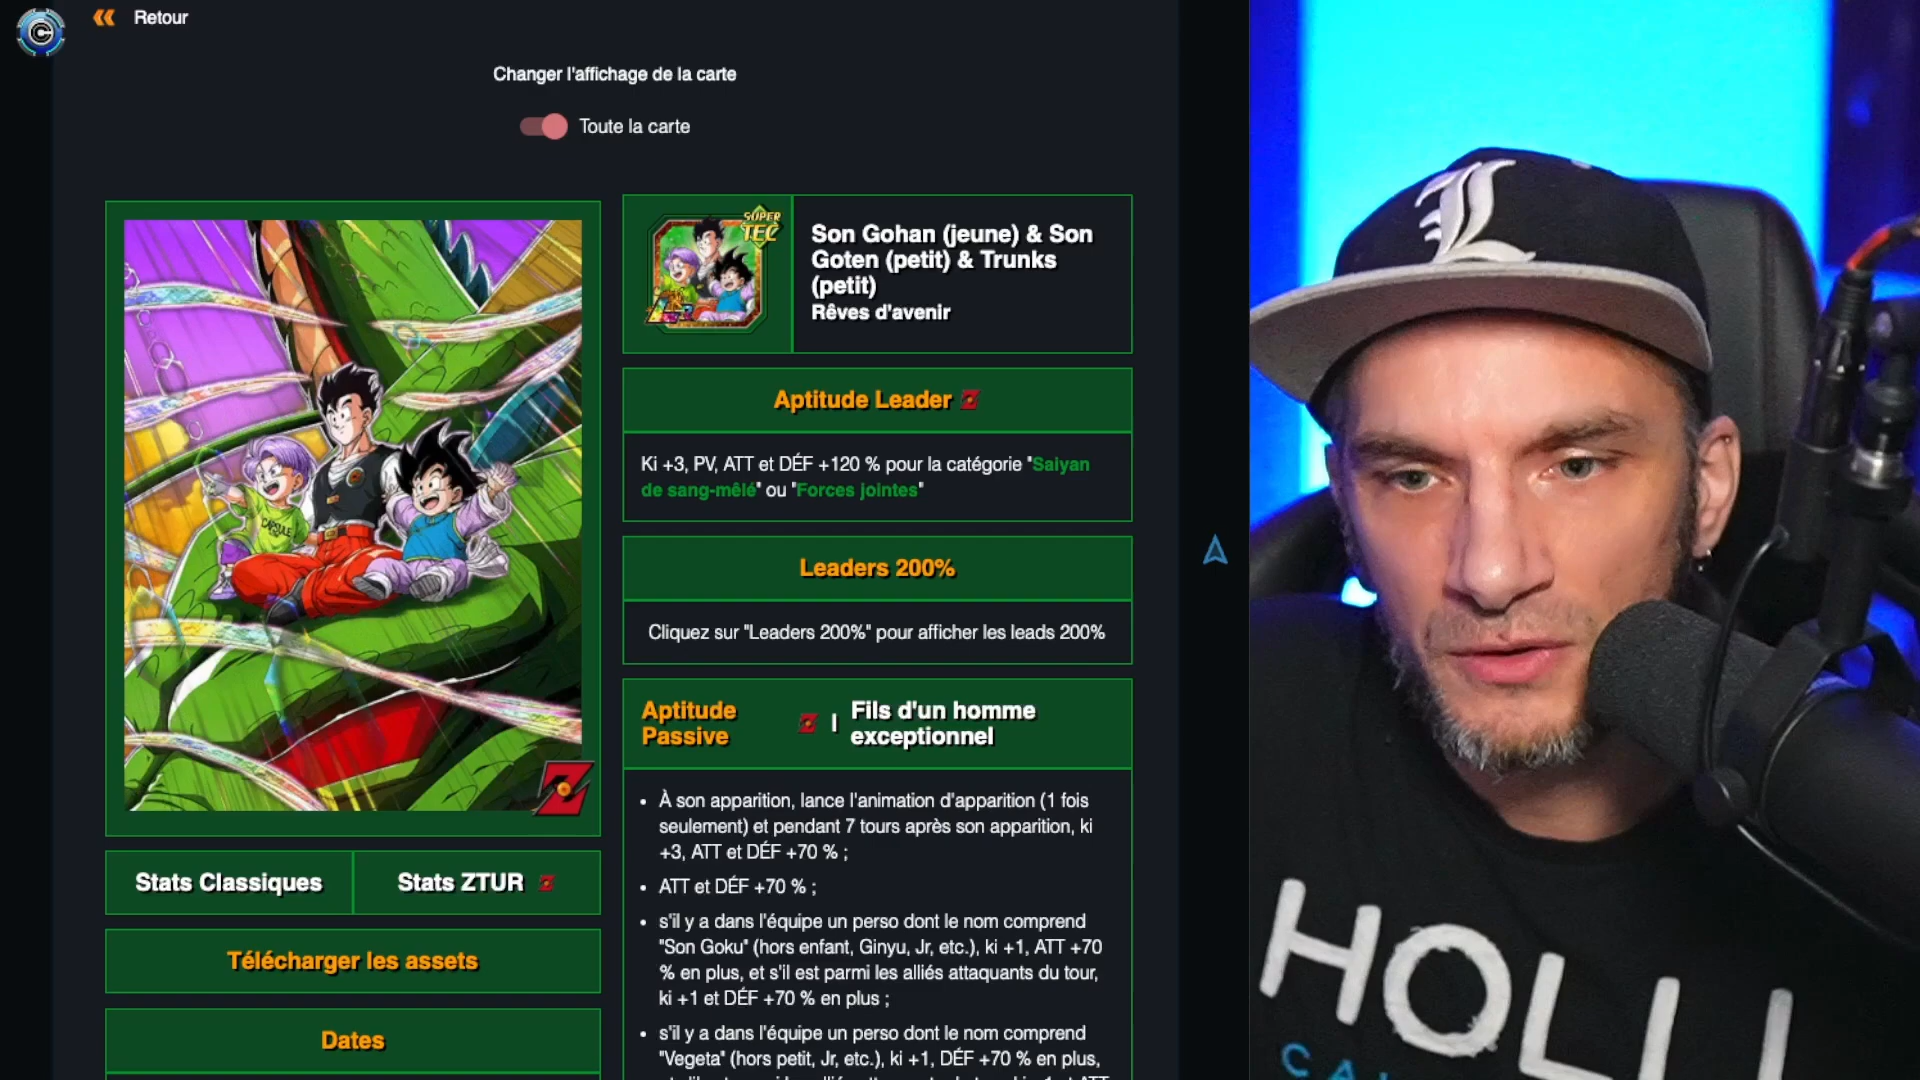 Retour
Changer l'affichage de la carte
Toute la carte
SUPER
TEC
Son Gohan (jeune) & Son
Goten (petit) & Trunks
(petit)
Rêves d'avenir
Aptitude Leader
Ki +3, PV, ATT et DÉF +120 % pour la catégorie "Saiyan
de sang-mêlé" ou "Forces jointes"
Leaders 200%
Cliquez sur "Leaders 200%" pour afficher les leads 200%
Aptitude
Passive
| Fils d'un homme
exceptionnel
• À son apparition, lance l'animation d'apparition (1 fois
seulement) et pendant 7 tours après son apparition, ki
+3, ATT et DÉF +70 % ;
• ATT et DÉF +70 % ;
• s'il y a dans l'équipe un perso dont le nom comprend
"Son Goku" (hors enfant, Ginyu, Jr, etc.), ki +1, ATT +70
% en plus, et s'il est parmi les alliés attaquants du tour,
ki +1 et DÉF +70 % en plus ;
• s'il y a dans l'équipe un perso dont le nom comprend
"Vegeta" (hors petit, Jr, etc.), ki +1, DÉF +70 % en plus,
CAPSULE
Z
Stats Classiques
Stats ZTUR
Télécharger les assets
Dates
L
HOLL
CA